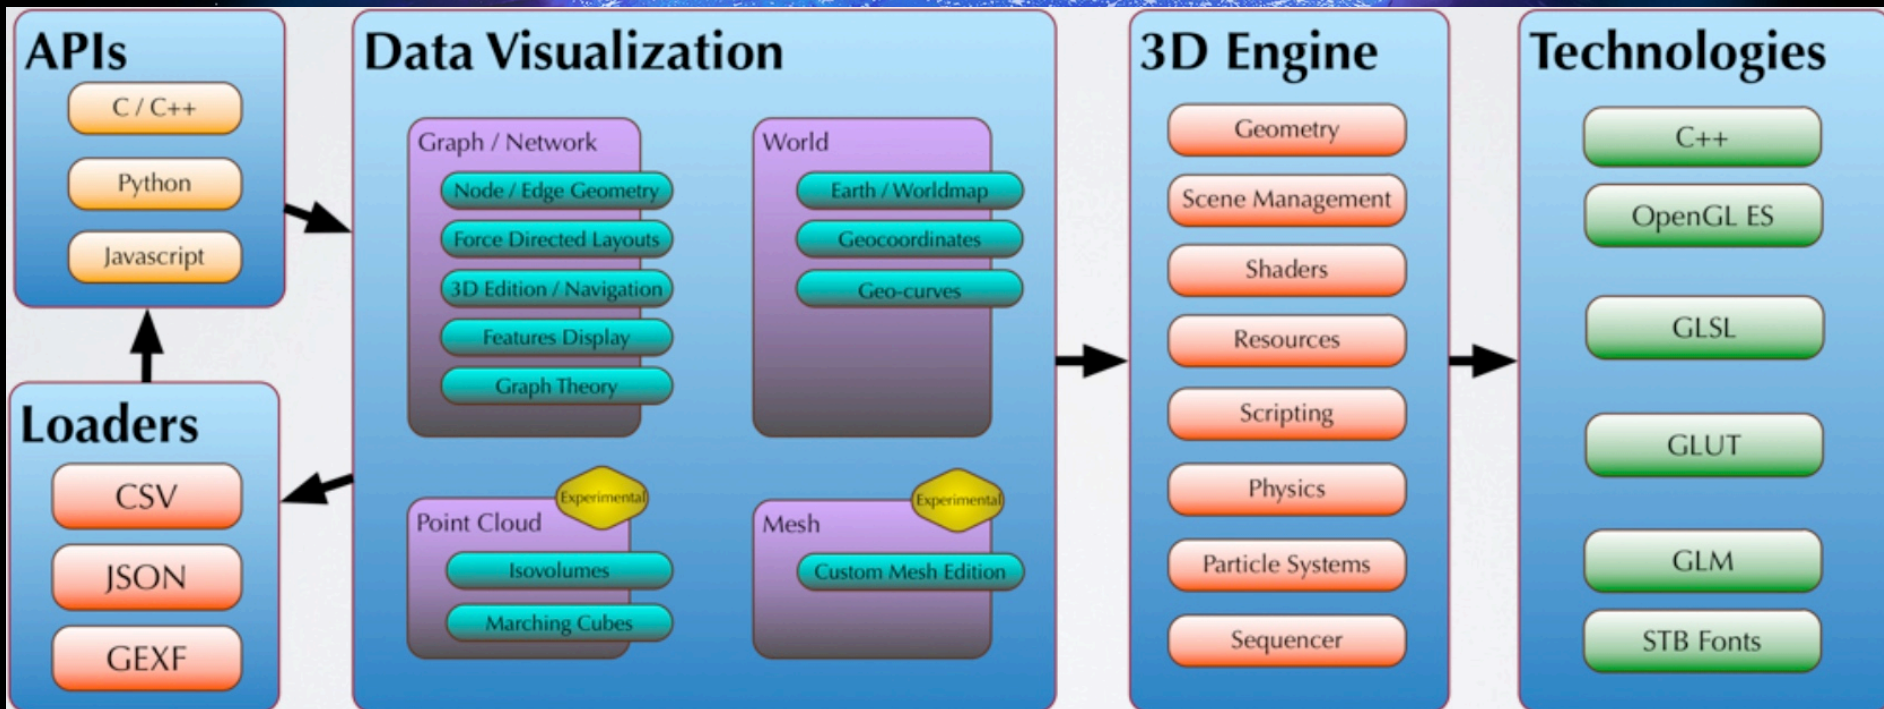 APIs
C / C++
Python
Javascript
Loaders
CSV
JSON
GEXF
Data Visualization
Graph / Network
Node / Edge Geometry
Force Directed Layouts
3D Edition / Navigation
Features Display
Graph Theory
World
Earth / Worldmap
Geocoordinates
Geo-curves
Experimental
Point Cloud
Isovolumes
Marching Cubes
Experimental
Mesh
Custom Mesh Edition
3D Engine
Geometry
Scene Management
Shaders
Resources
Scripting
Physics
Particle Systems
Sequencer
Technologies
C++
OpenGL ES
GLSL
GLUT
GLM
STB Fonts